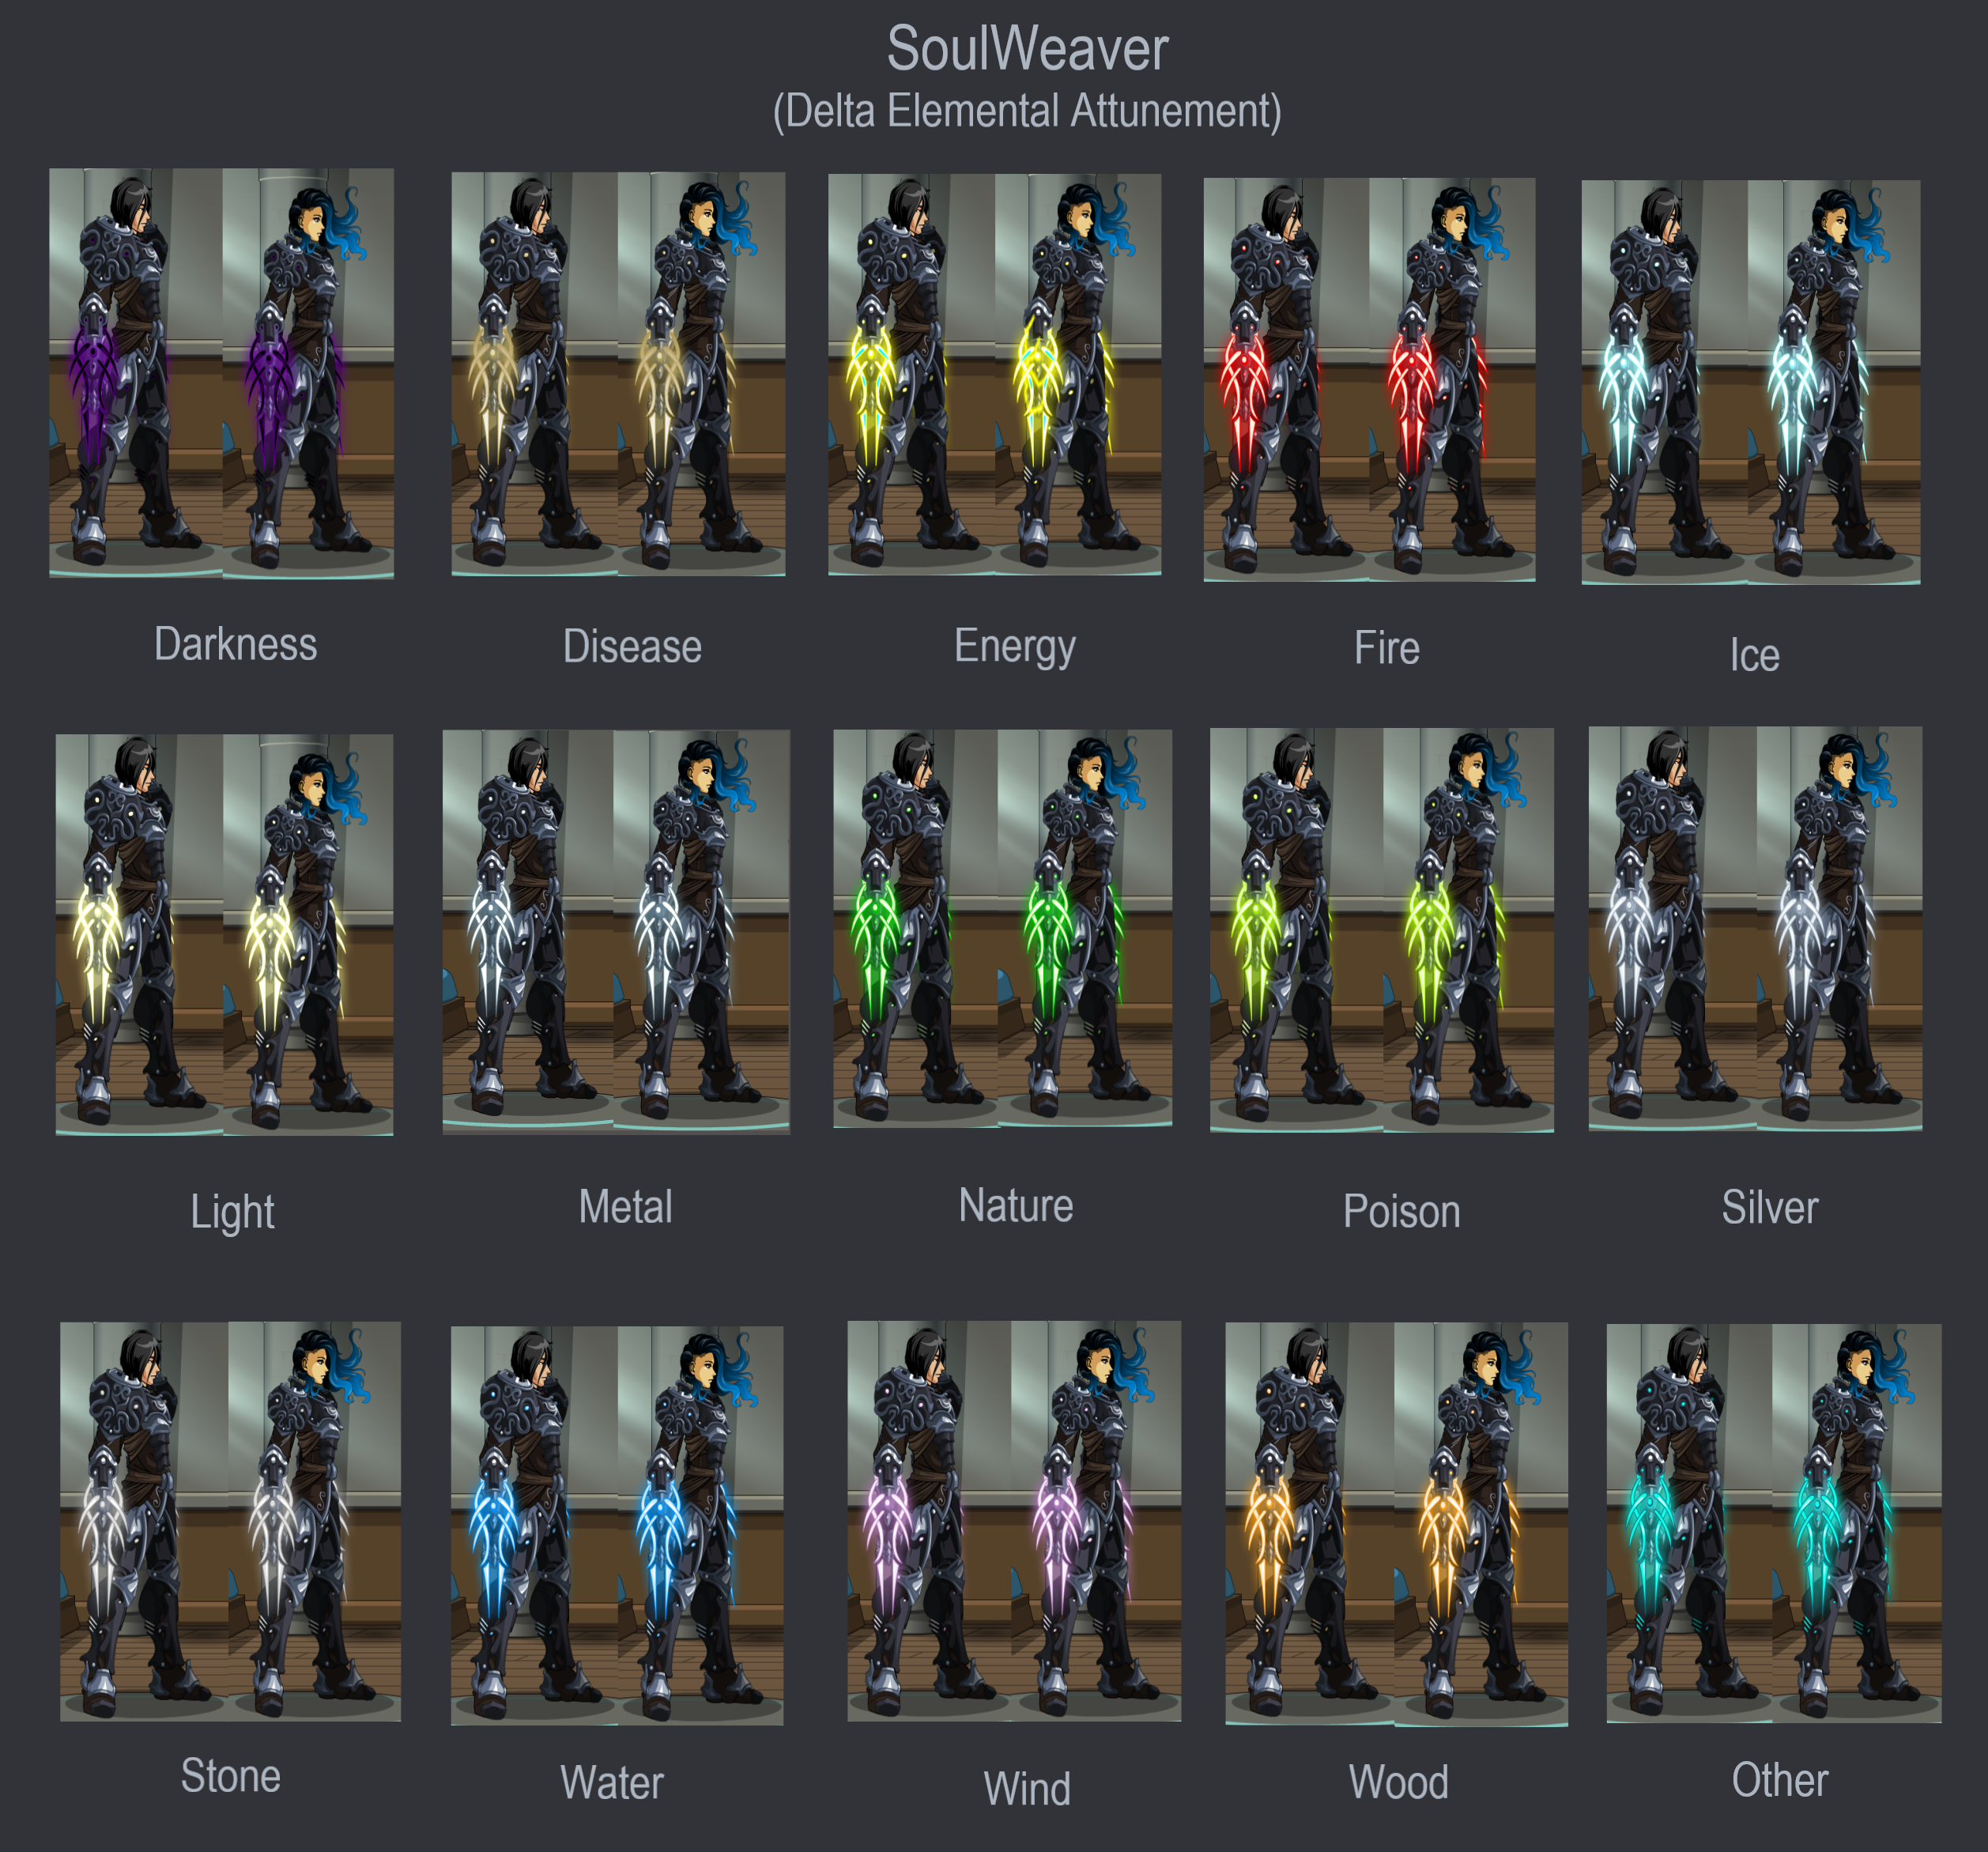 SoulWeaver
(Delta Elemental Attunement)
Darkness
Disease
Energy
Fire
Ice
Light
Metal
Nature
Poison
Silver
Stone
Water
Wind
Wood
Other